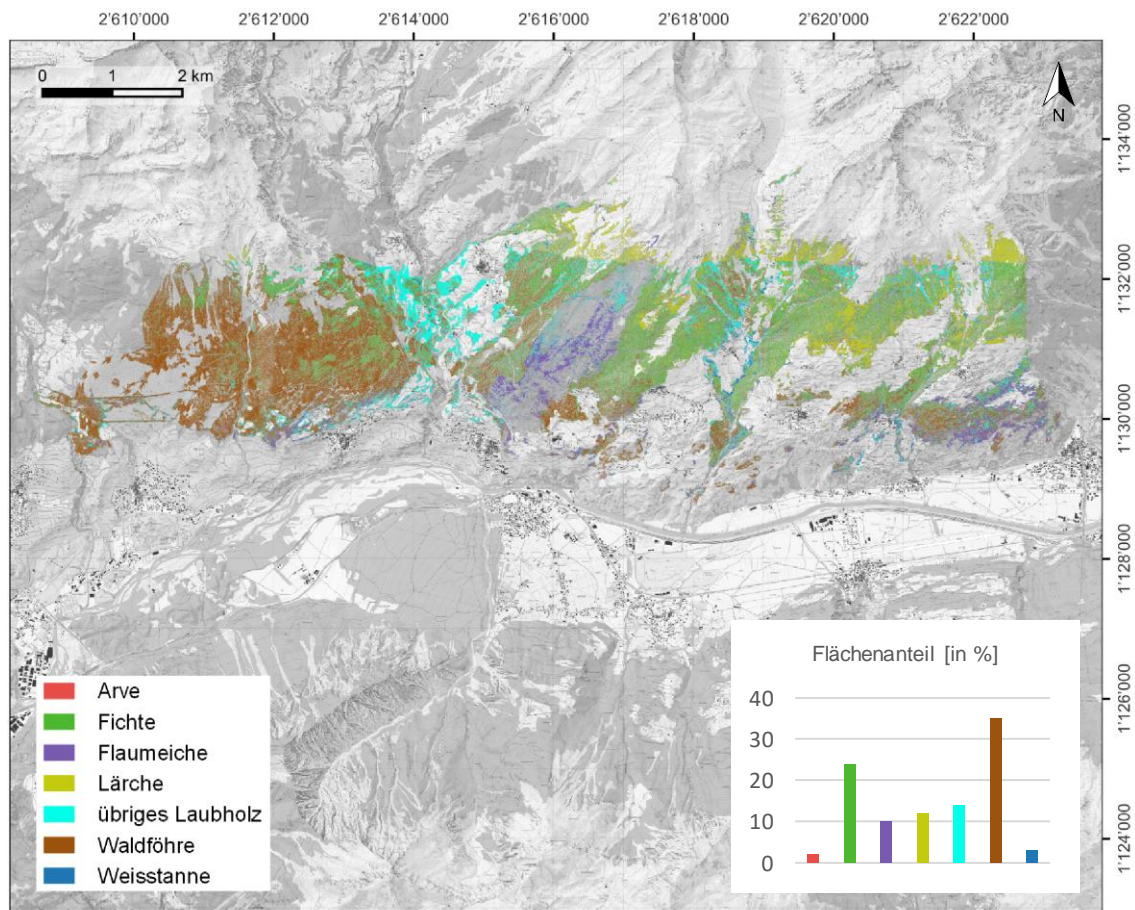 2'610'000 2'612'000 2'614'000 2'616'000 2'618'000 2'620'000 2'622'000
0 1 2 km
N
1'134'000
1'132'000
1'130'000
1'128'000
1'126'000
1'124'000
Arve
Fichte
Flaumeiche
Lärche
übriges Laubholz
Waldföhre
Weisstanne
Flächenanteil [in %]
40
30
20
10
0